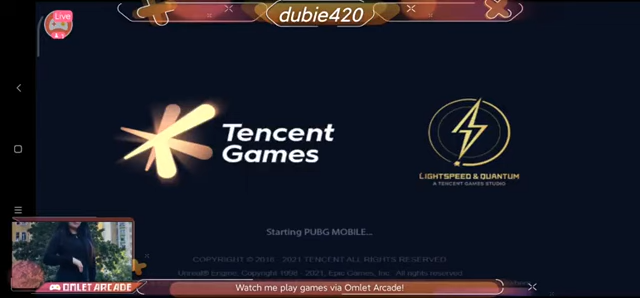 Live
dubie420
Tencent
Games
LIGHTSPEED & QUANTUM
A TENCENT GAMES STUDIO
Starting PUBG MOBILE...
COPYRIGHT © 2018 - 2021 TENCENT ALL RIGHTS RESERVED.
Unreal® Engine, Copyright 1998 - 2021, Epic Games, Inc. All rights reserved
OMLET ARCADE
Watch me play games via Omlet Arcade!